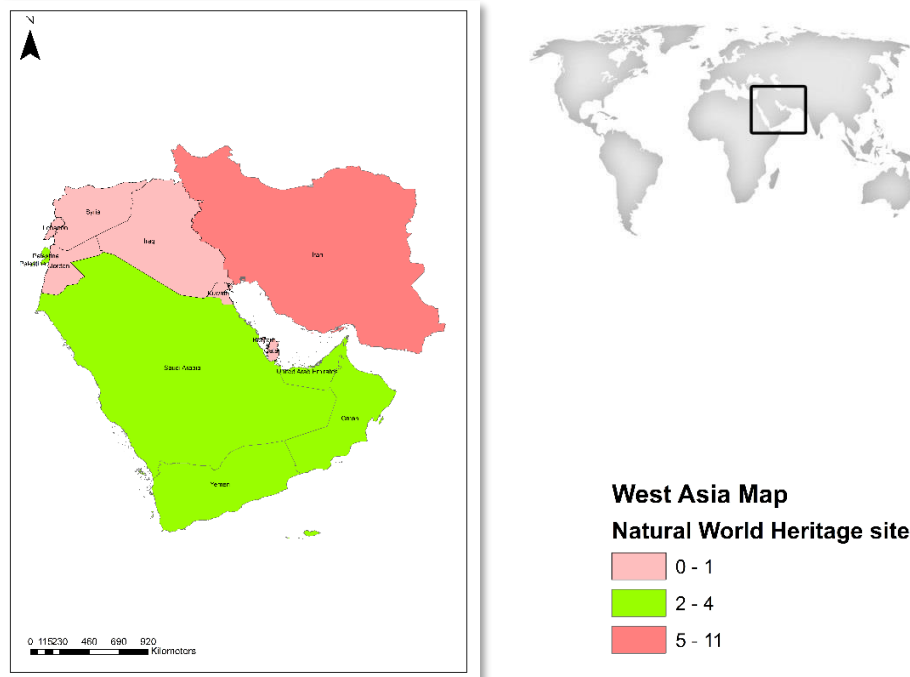 N
Syria
Lebanon
Iraq
Iran
Palestine
Palestine
Jordan
Kuwait
Qatar
Saudi Arabia
United Arab Emirates
Oman
Yemen
0 115230 460 690 920
Kilometers
West Asia Map
Natural World Heritage site
0 - 1
2 - 4
5 - 11